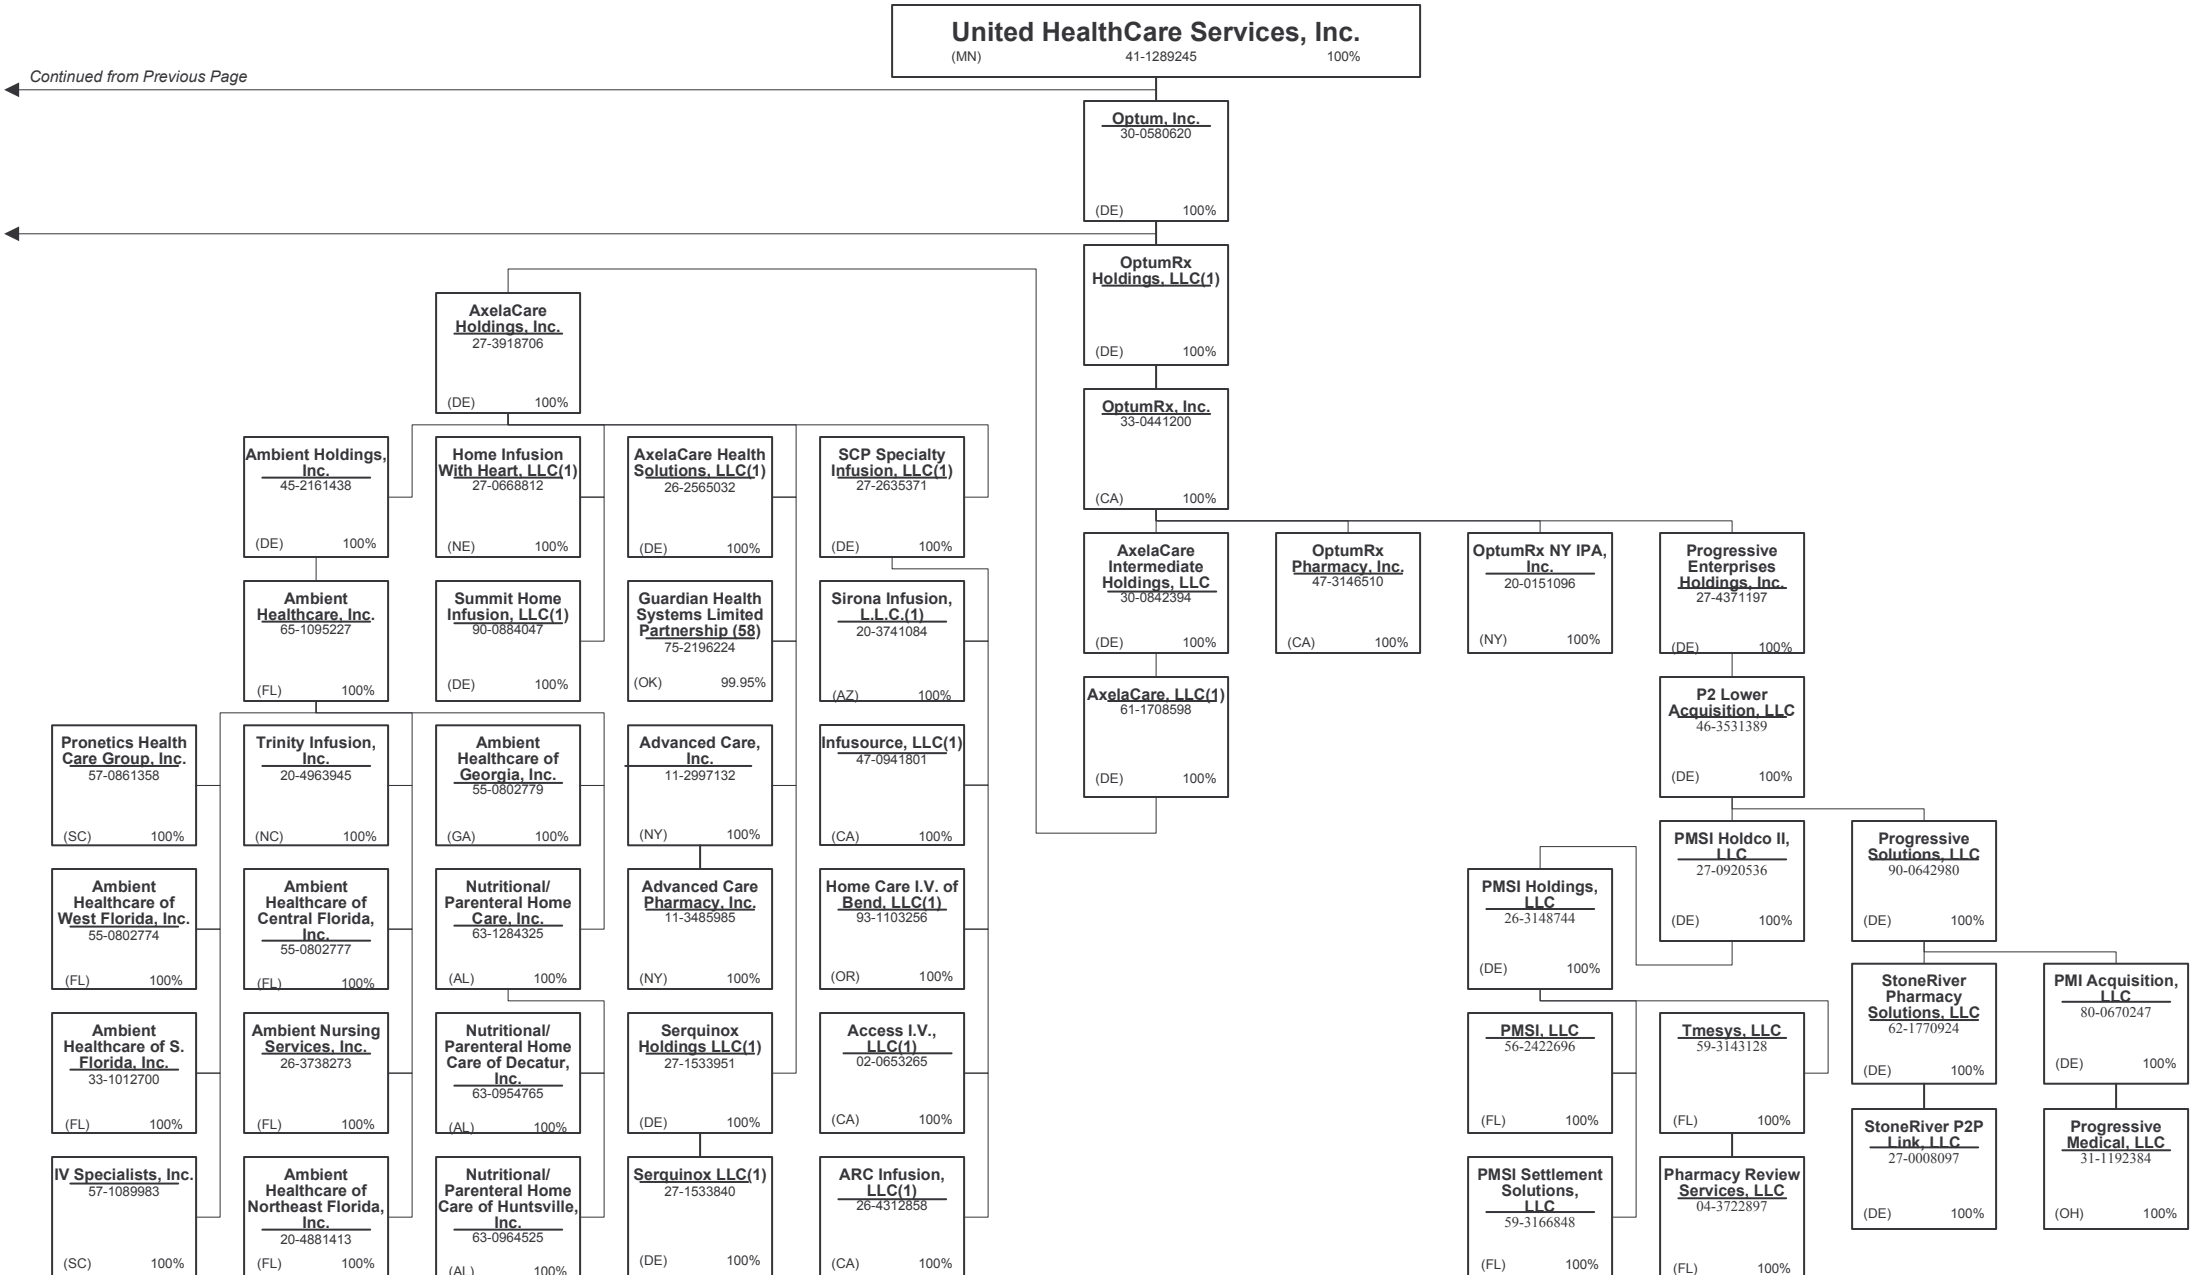 United HealthCare Services, Inc.
(MN) 41-1289245 100%
Continued from Previous Page
Optum, Inc.
30-0580620
(DE) 100%
OptumRx
Holdings, LLC(1)
(DE) 100%
AxelaCare
Holdings, Inc.
27-3918706
(DE) 100%
OptumRx, Inc.
33-0441200
(CA) 100%
Ambient Holdings,
Inc.
45-2161438
(DE) 100%
Home Infusion
With Heart, LLC(1)
27-0668812
(NE) 100%
AxelaCare Health
Solutions, LLC(1)
26-2565032
(DE) 100%
SCP Specialty
Infusion, LLC(1)
27-2635371
(DE) 100%
AxelaCare
Intermediate
Holdings, LLC
30-0842394
(DE) 100%
OptumRx
Pharmacy, Inc.
47-3146510
(CA) 100%
OptumRx NY IPA,
Inc.
20-0151096
(NY) 100%
Progressive
Enterprises
Holdings, Inc.
27-4371197
(DE) 100%
Ambient
Healthcare, Inc.
65-1095227
(FL) 100%
Summit Home
Infusion, LLC(1)
90-0884047
(DE) 100%
Guardian Health
Systems Limited
Partnership (58)
75-2196224
(OK) 99.95%
Sirona Infusion,
L.L.C.(1)
20-3741084
(AZ) 100%
AxelaCare, LLC(1)
61-1708598
(DE) 100%
P2 Lower
Acquisition, LLC
46-3531389
(DE) 100%
Pronetics Health
Care Group, Inc.
57-0861358
(SC) 100%
Trinity Infusion,
Inc.
20-4963945
(NC) 100%
Ambient
Healthcare of
Georgia, Inc.
55-0802779
(GA) 100%
Advanced Care,
Inc.
11-2997132
(NY) 100%
Infusource, LLC(1)
47-0941801
(CA) 100%
PMSI Holdco II,
LLC
27-0920536
(DE) 100%
Progressive
Solutions, LLC
90-0642980
(DE) 100%
Ambient
Healthcare of
West Florida, Inc.
55-0802774
(FL) 100%
Ambient
Healthcare of
Central Florida,
Inc.
55-0802777
(FL) 100%
Nutritional/
Parenteral Home
Care, Inc.
63-1284325
(AL) 100%
Advanced Care
Pharmacy, Inc.
11-3485985
(NY) 100%
Home Care I.V. of
Bend, LLC(1)
93-1103256
(OR) 100%
PMSI Holdings,
LLC
26-3148744
(DE) 100%
StoneRiver
Pharmacy
Solutions, LLC
62-1770924
(DE) 100%
PMI Acquisition,
LLC
80-0670247
(DE) 100%
Ambient
Healthcare of S.
Florida, Inc.
33-1012700
(FL) 100%
Ambient Nursing
Services, Inc.
26-3738273
(FL) 100%
Nutritional/
Parenteral Home
Care of Decatur,
Inc.
63-0954765
(AL) 100%
Serquinox
Holdings LLC(1)
27-1533951
(DE) 100%
Access I.V.,
LLC(1)
02-0653265
(CA) 100%
PMSI, LLC
56-2422696
(FL) 100%
Tmesys, LLC
59-3143128
(FL) 100%
StoneRiver P2P
Link, LLC
27-0008097
(DE) 100%
Progressive
Medical, LLC
31-1192384
(OH) 100%
IV Specialists, Inc.
57-1089983
(SC) 100%
Ambient
Healthcare of
Northeast Florida,
Inc.
20-4881413
(FL) 100%
Nutritional/
Parenteral Home
Care of Huntsville,
Inc.
63-0964525
(AL) 100%
Serquinox LLC(1)
27-1533840
(DE) 100%
ARC Infusion,
LLC(1)
26-4312858
(CA) 100%
PMSI Settlement
Solutions,
LLC
59-3166848
(FL) 100%
Pharmacy Review
Services, LLC
04-3722897
(FL) 100%